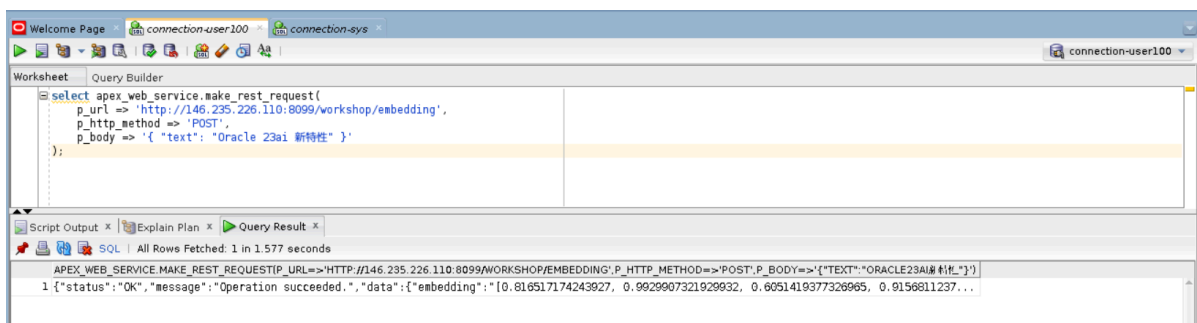 Welcome Page
connection-user100
connection-sys
connection-user100
Worksheet Query Builder
select apex_web_service.make_rest_request(
p_url => 'http://146.235.226.110:8099/workshop/embedding',
p_http_method => 'POST',
p_body => '{ "text": "Oracle 23ai 新特性" }'
);
Script Output x Explain Plan x Query Result x
SQL | All Rows Fetched: 1 in 1.577 seconds
APEX_WEB_SERVICE.MAKE_REST_REQUEST(P_URL=>'HTTP://146.235.226.110:8099/WORKSHOP/EMBEDDING',P_HTTP_METHOD=>'POST',P_BODY=>'{"TEXT":"ORACLE23AI "}')
1 {"status":"OK","message":"Operation succeeded.","data":{"embedding":"[0.816517174243927, 0.9929907321929932, 0.6051419377326965, 0.9156811237...